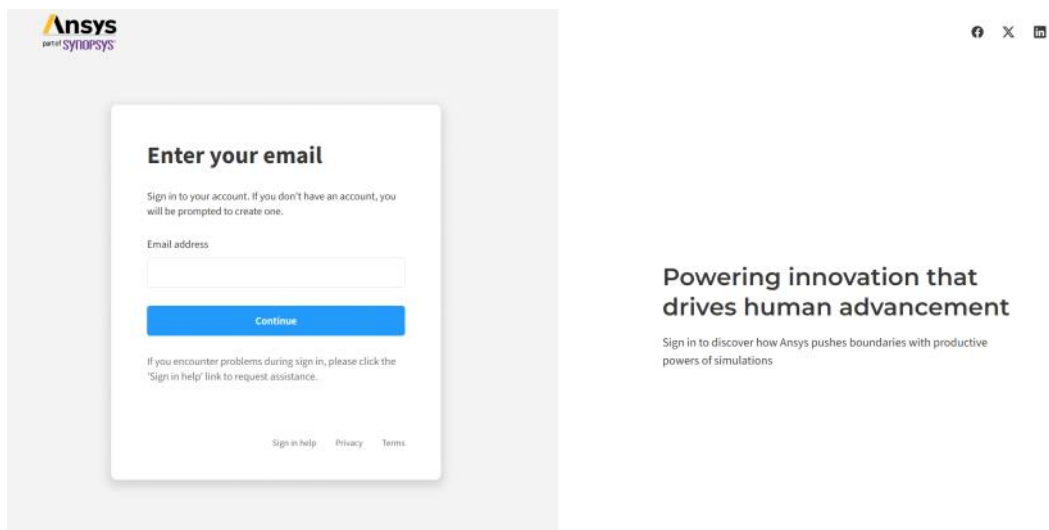 Ansys
part of SYNOPSYS
Enter your email
Sign in to your account. If you don't have an account, you
will be prompted to create one.
Email address
Continue
If you encounter problems during sign in, please click the
'Sign in help' link to request assistance.
Sign in help Privacy Terms
Powering innovation that
drives human advancement
Sign in to discover how Ansys pushes boundaries with productive
powers of simulations